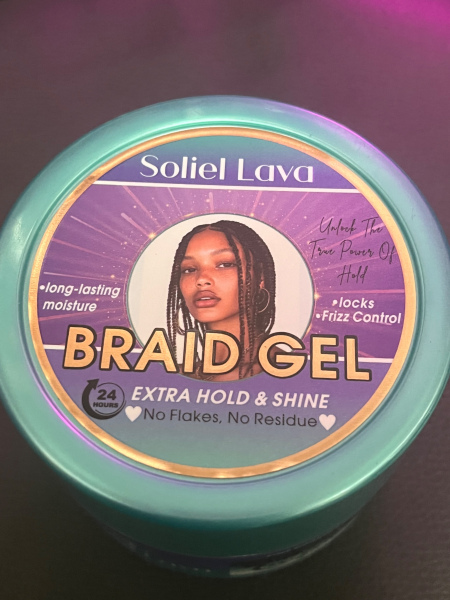 Soliel Lava
Unlock The
True Power Of
Hold
•long-lasting
moisture
•locks
•Frizz Control
BRAID GEL
24
HOURS
EXTRA HOLD & SHINE
🤍No Flakes, No Residue🤍